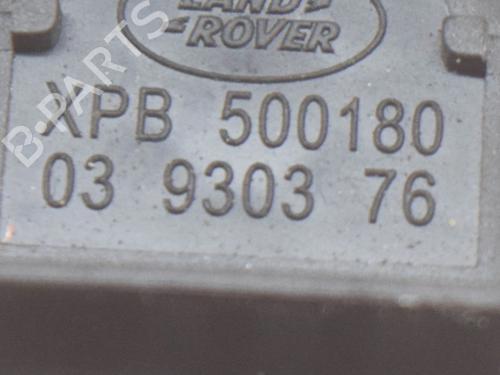 LAND
ROVER
B-PARTS
XPB 500180
03 9303 76